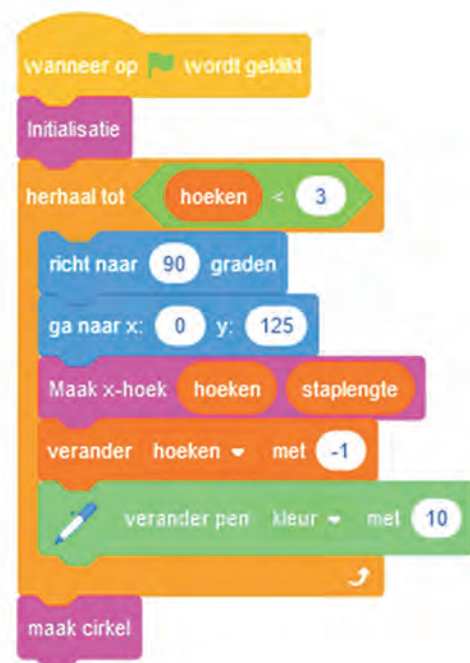 wanneer op wordt geklikt
Initialisatie
herhaal tot hoeken < 3
richt naar 90 graden
ga naar x: 0 y: 125
Maak x-hoek hoeken staplengte
verander hoeken met -1
verander pen kleur met 10
maak cirkel